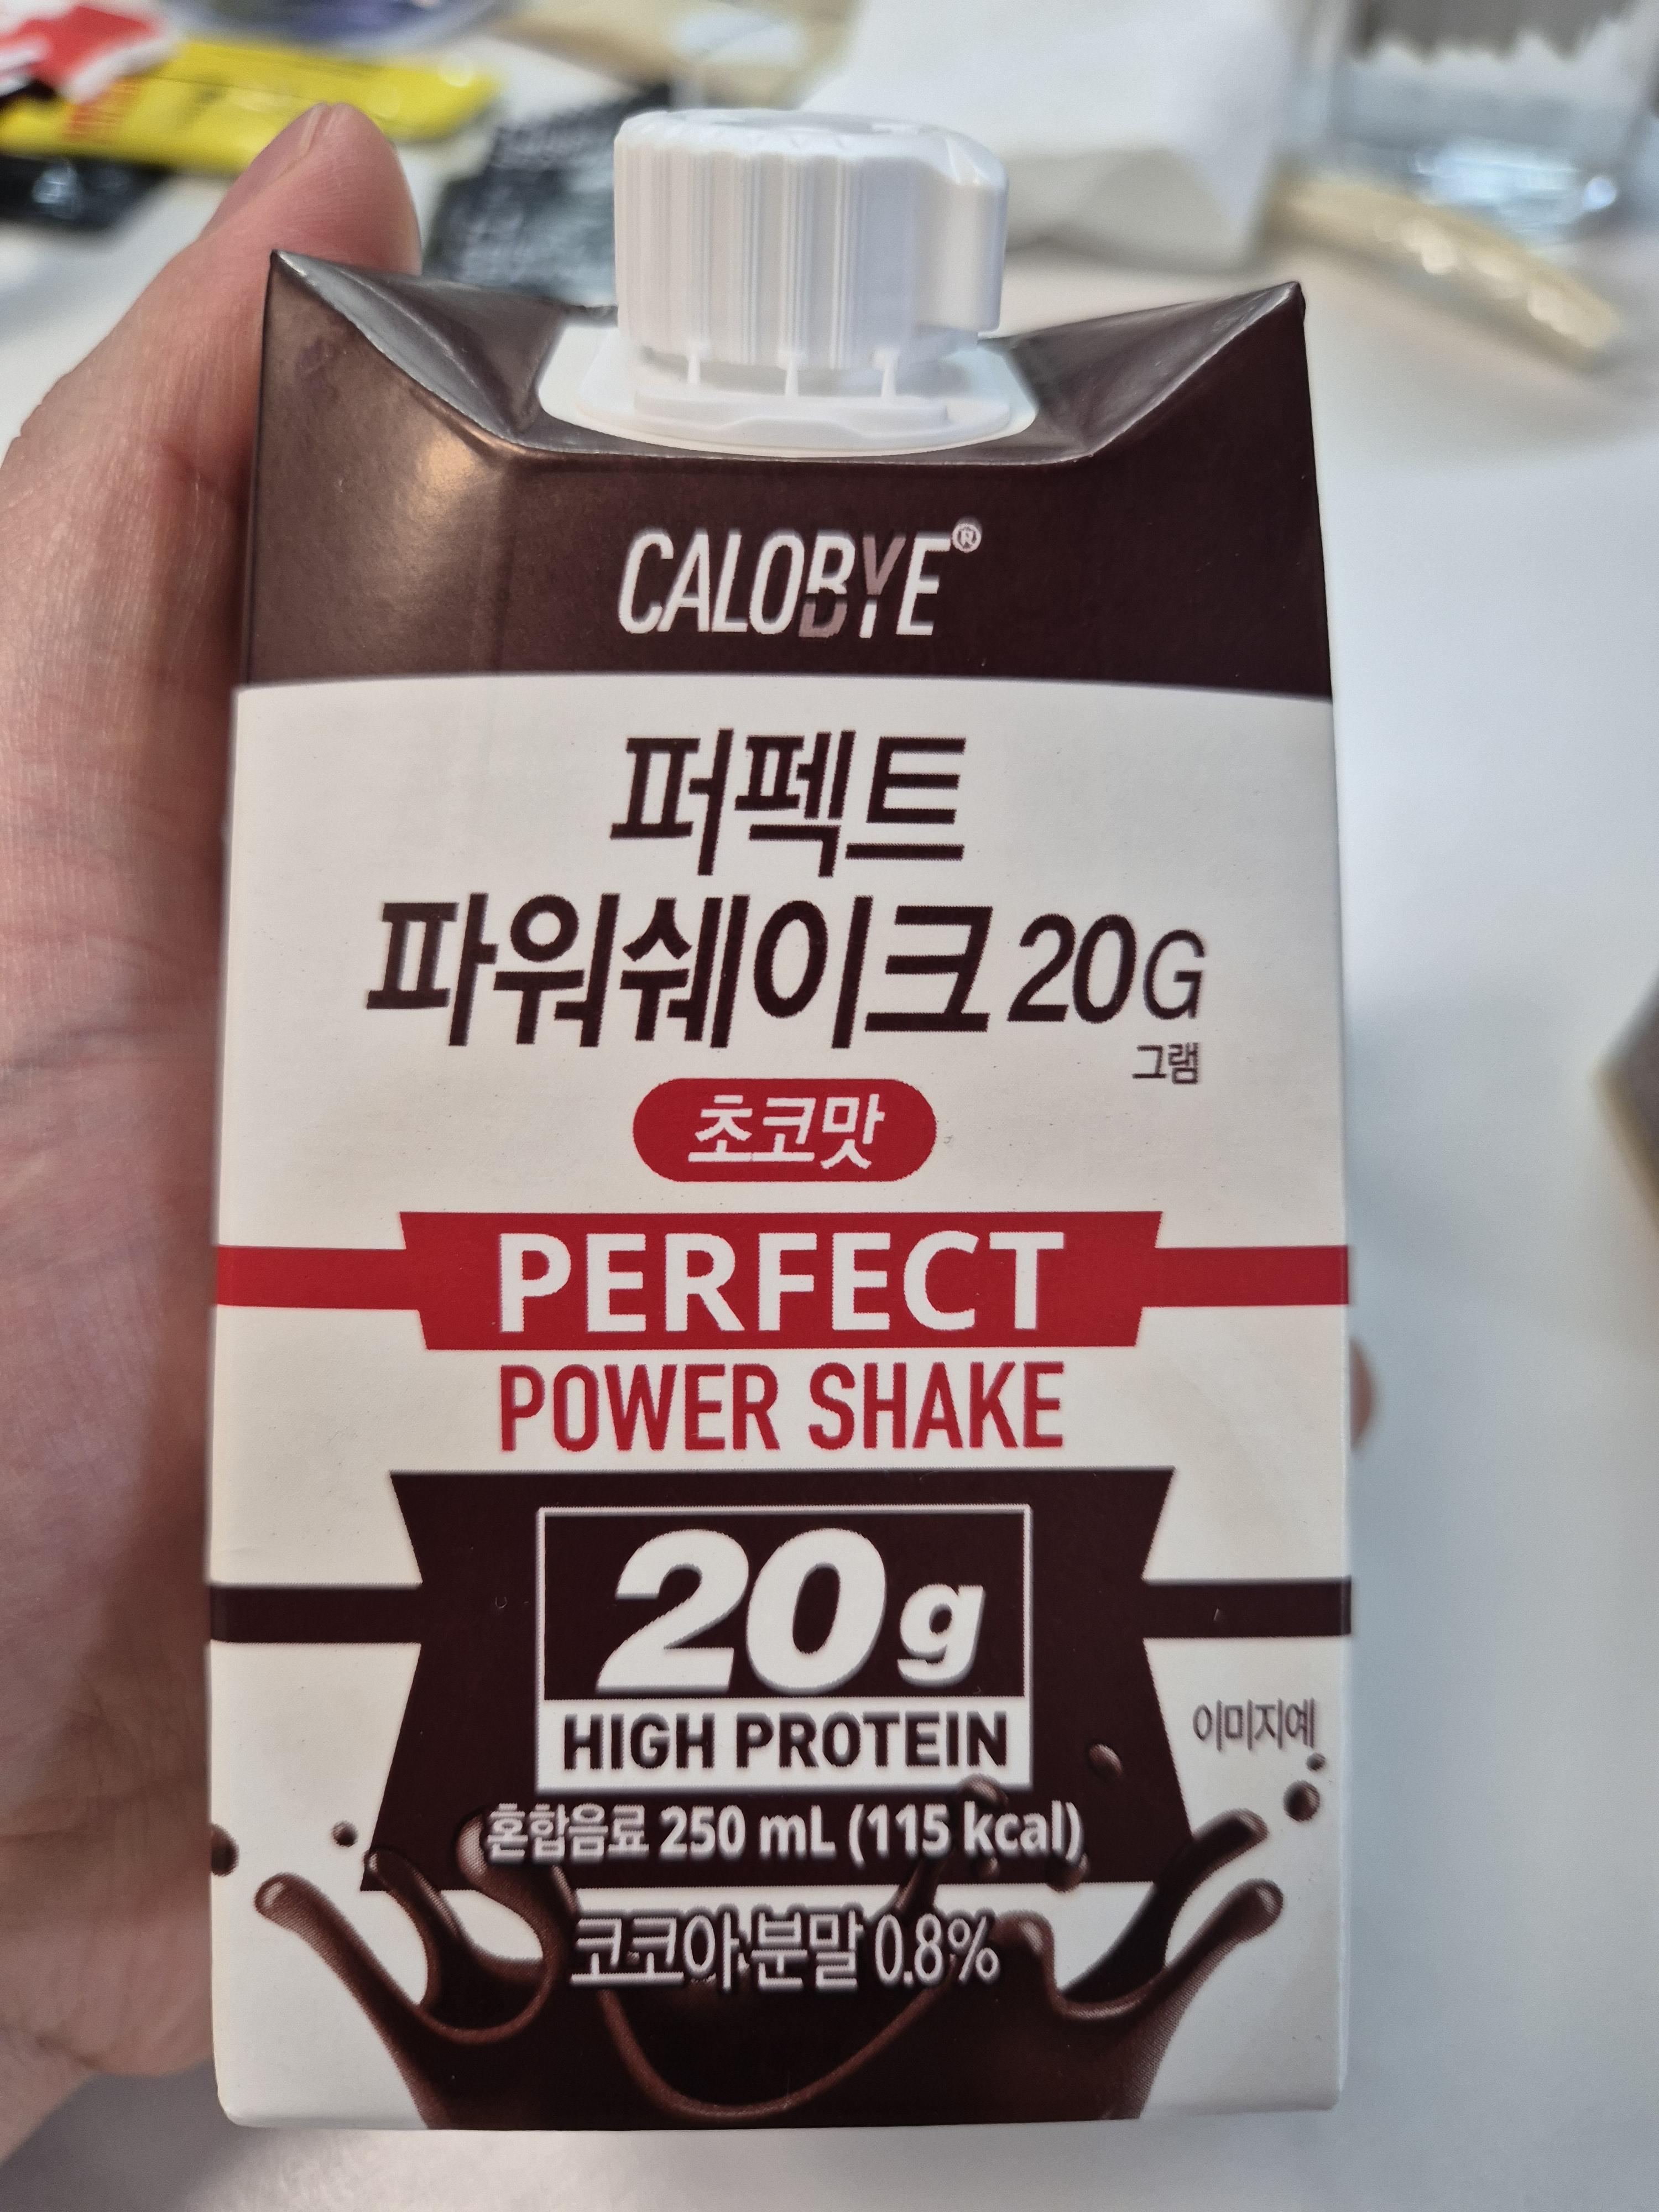 CALOBYE®
퍼펙트
파워쉐이크 20G
그램
초코맛
PERFECT
POWER SHAKE
20g
HIGH PROTEIN
이미지예
혼합음료 250 mL (115 kcal)
코코아분말 0.8%